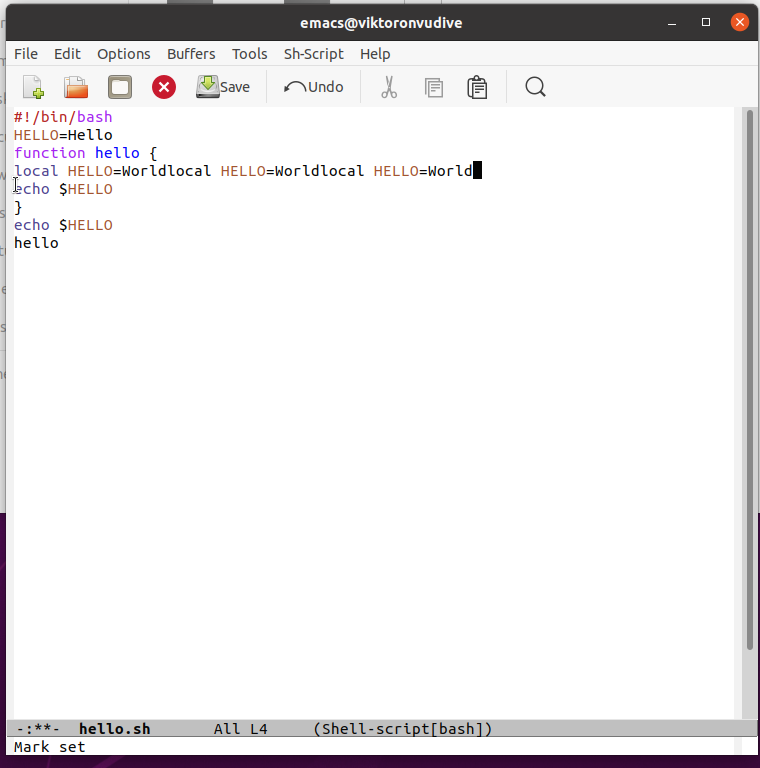 emacs@viktoronvudive
File Edit Options Buffers Tools Sh-Script Help
Save Undo
#!/bin/bash
HELLO=Hello
function hello {
local HELLO=Worldlocal HELLO=Worldlocal HELLO=World
echo $HELLO
}
echo $HELLO
hello
-:**- hello.sh All L4 (Shell-script[bash])
Mark set